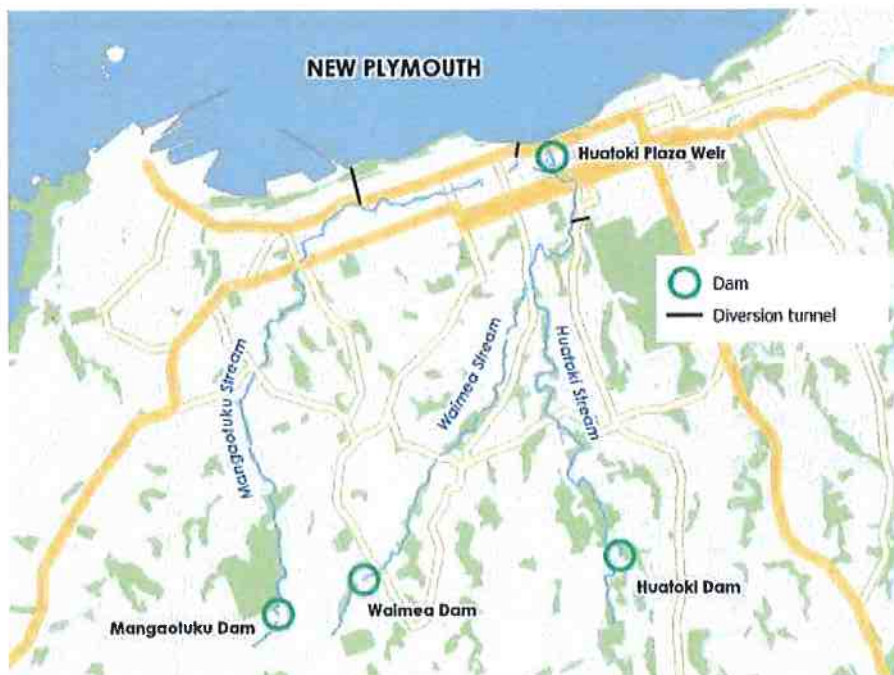 NEW PLYMOUTH
Huatoki Plaza Weir
Dam
Diversion tunnel
Mangaotuku Stream
Waimea Stream
Huatoki Stream
Mangaotuku Dam
Waimea Dam
Huatoki Dam